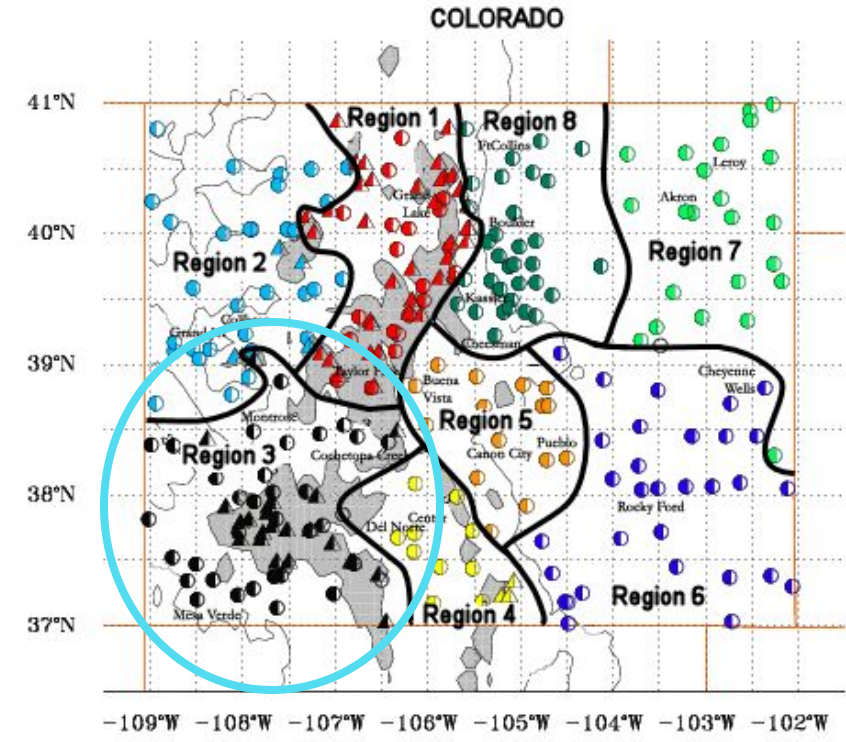 COLORADO
41°N
Region 1
Region 8
FtCollins
Leroy
Grand
Lake
Akron
40°N
Boulder
Region 2
Region 7
Kassler
Grand
Cheesman
39°N
Taylor
Cheyenne
Wells
Buena
Vista
Montrose
Region 5
Region 3
Cochetopa Creek
Canon City
Pueblo
38°N
Rocky Ford
Center
Del Norte
Region 6
Mesa Verde
Region 4
37°N
-109°W -108°W -107°W -106°W -105°W -104°W -103°W -102°W